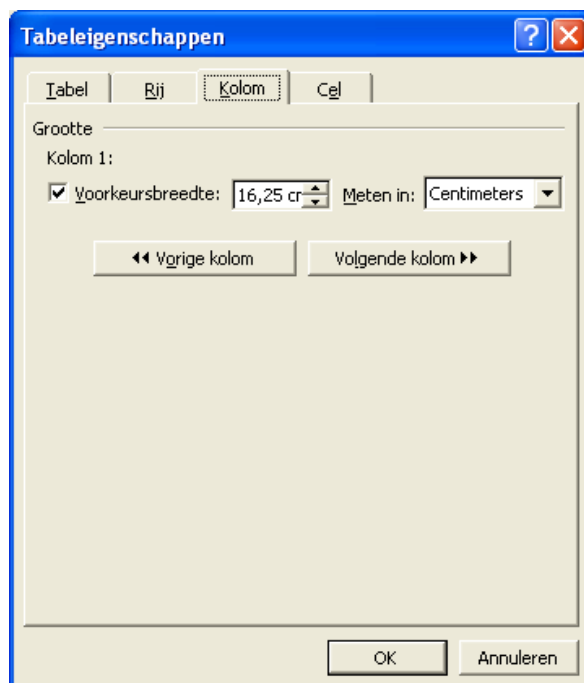 Tabeleigenschappen
Tabel Rij Kolom Cel
Grootte
Kolom 1:
Voorkeursbreedte: 16,25 cr Meten in: Centimeters
Vorige kolom Volgende kolom
OK Annuleren